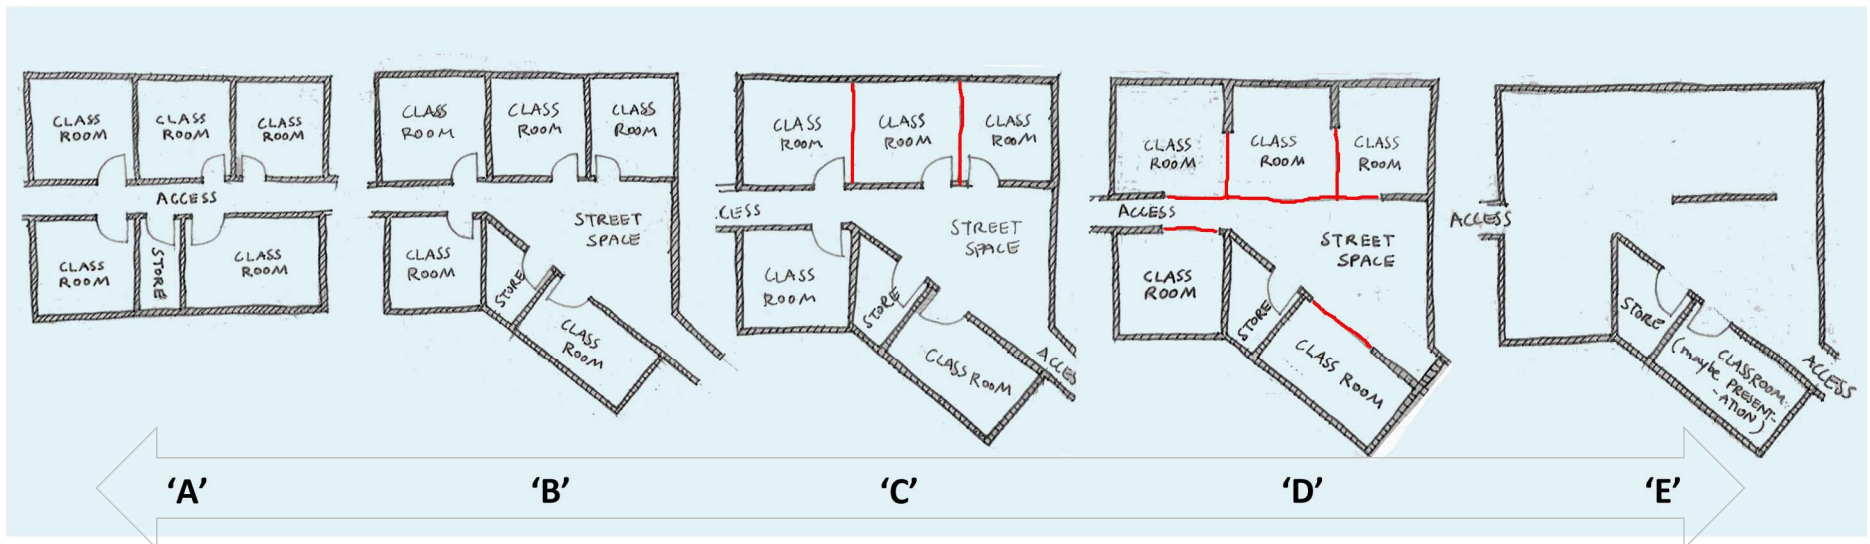 CLASS
ROOM
CLASS
ROOM
CLASS
ROOM
ACCESS
CLASS
ROOM
STORE
CLASS
ROOM
CLASS
ROOM
CLASS
ROOM
CLASS
ROOM
STREET
SPACE
CLASS
ROOM
STORE
CLASS
ROOM
CLASS
ROOM
CLASS
ROOM
CLASS
ROOM
CESS
STREET
SPACE
CLASS
ROOM
STORE
CLASS ROOM
ACCES
CLASS
ROOM
CLASS
ROOM
CLASS
ROOM
ACCESS
STREET
SPACE
CLASS
ROOM
STORE
CLASS ROOM
ACCESS
STORE
CLASSROOM
(maybe PRESENT-
-ATION)
ACCESS
‘A’
‘B’
‘C’
‘D’
‘E’